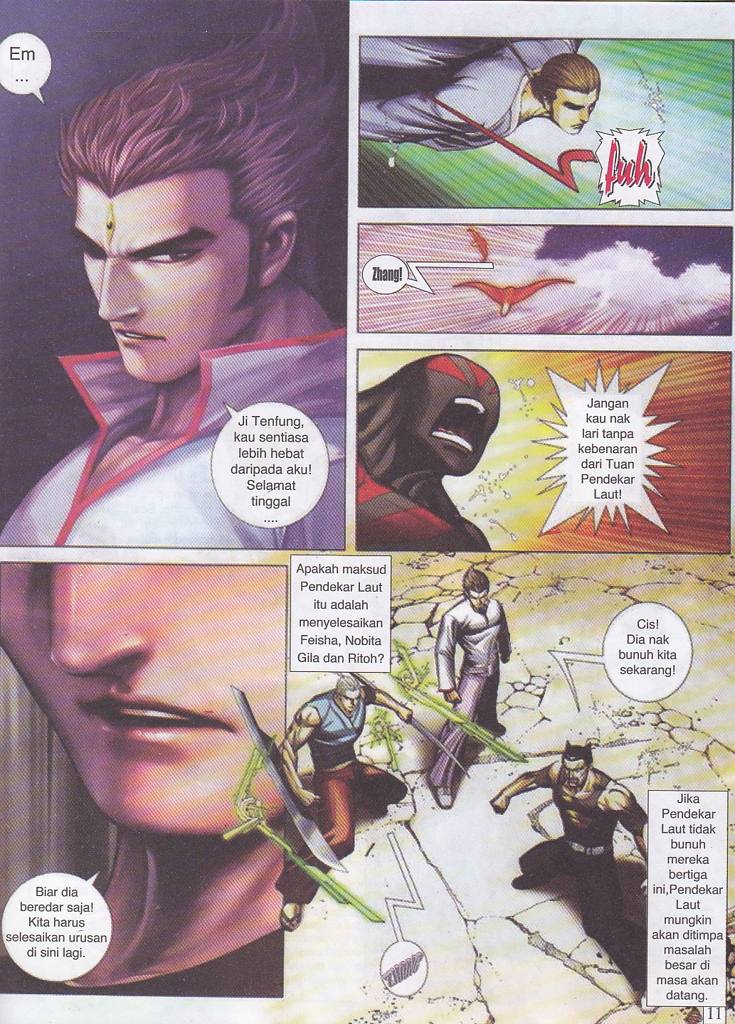 Em
...
Ji Tenfung,
kau sentiasa
lebih hebat
daripada aku!
Selamat
tinggal
....
fuh
Zhang!
Jangan
kau nak
lari tanpa
kebenaran
dari Tuan
Pendekar
Laut!
Biar dia
beredar saja!
Kita harus
selesaikan urusan
di sini lagi.
Apakah maksud
Pendekar Laut
itu adalah
menyelesaikan
Feisha, Nobita
Gila dan Ritoh?
Cis!
Dia nak
bunuh kita
sekarang!
Jika
Pendekar
Laut tidak
bunuh
mereka
bertiga
ini,Pendekar
Laut
mungkin
akan ditimpa
masalah
besar di
masa akan
datang.
11